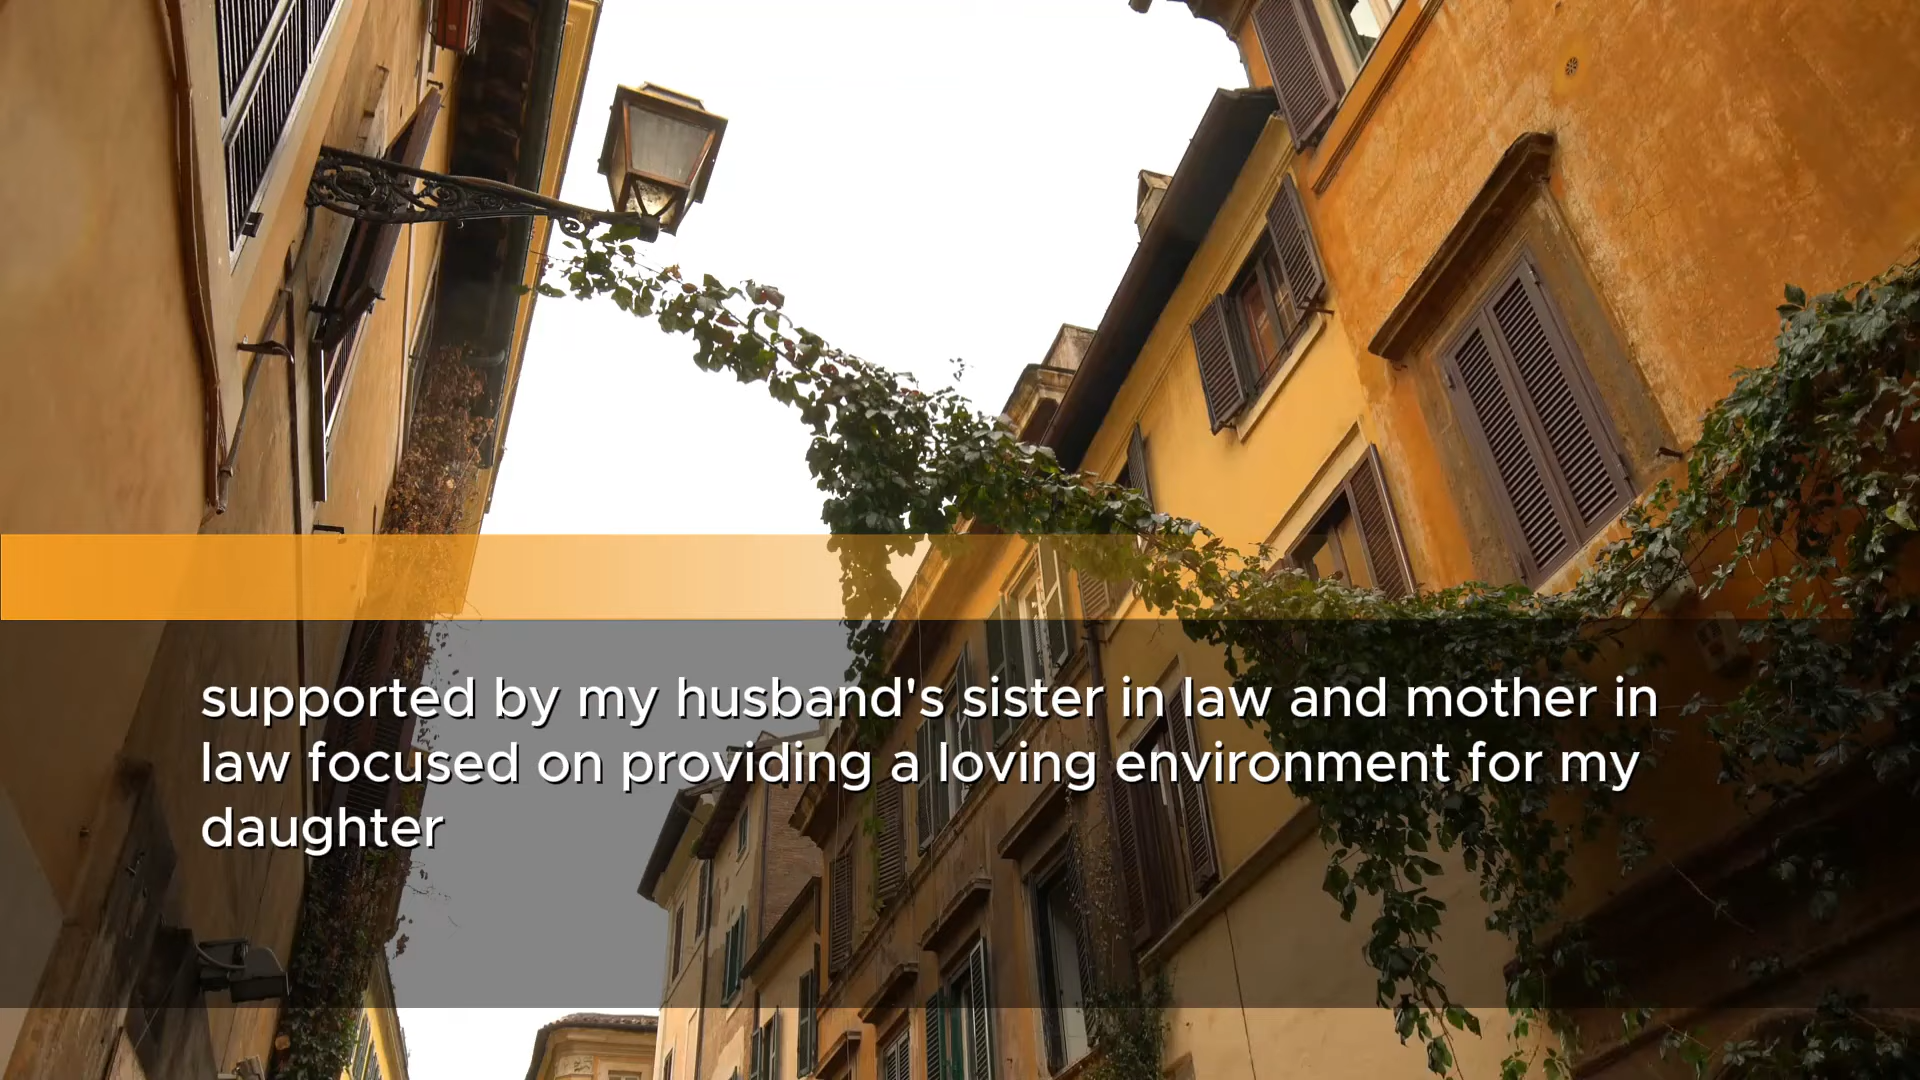 supported by my husband's sister in law and mother in
law focused on providing a loving environment for my
daughter